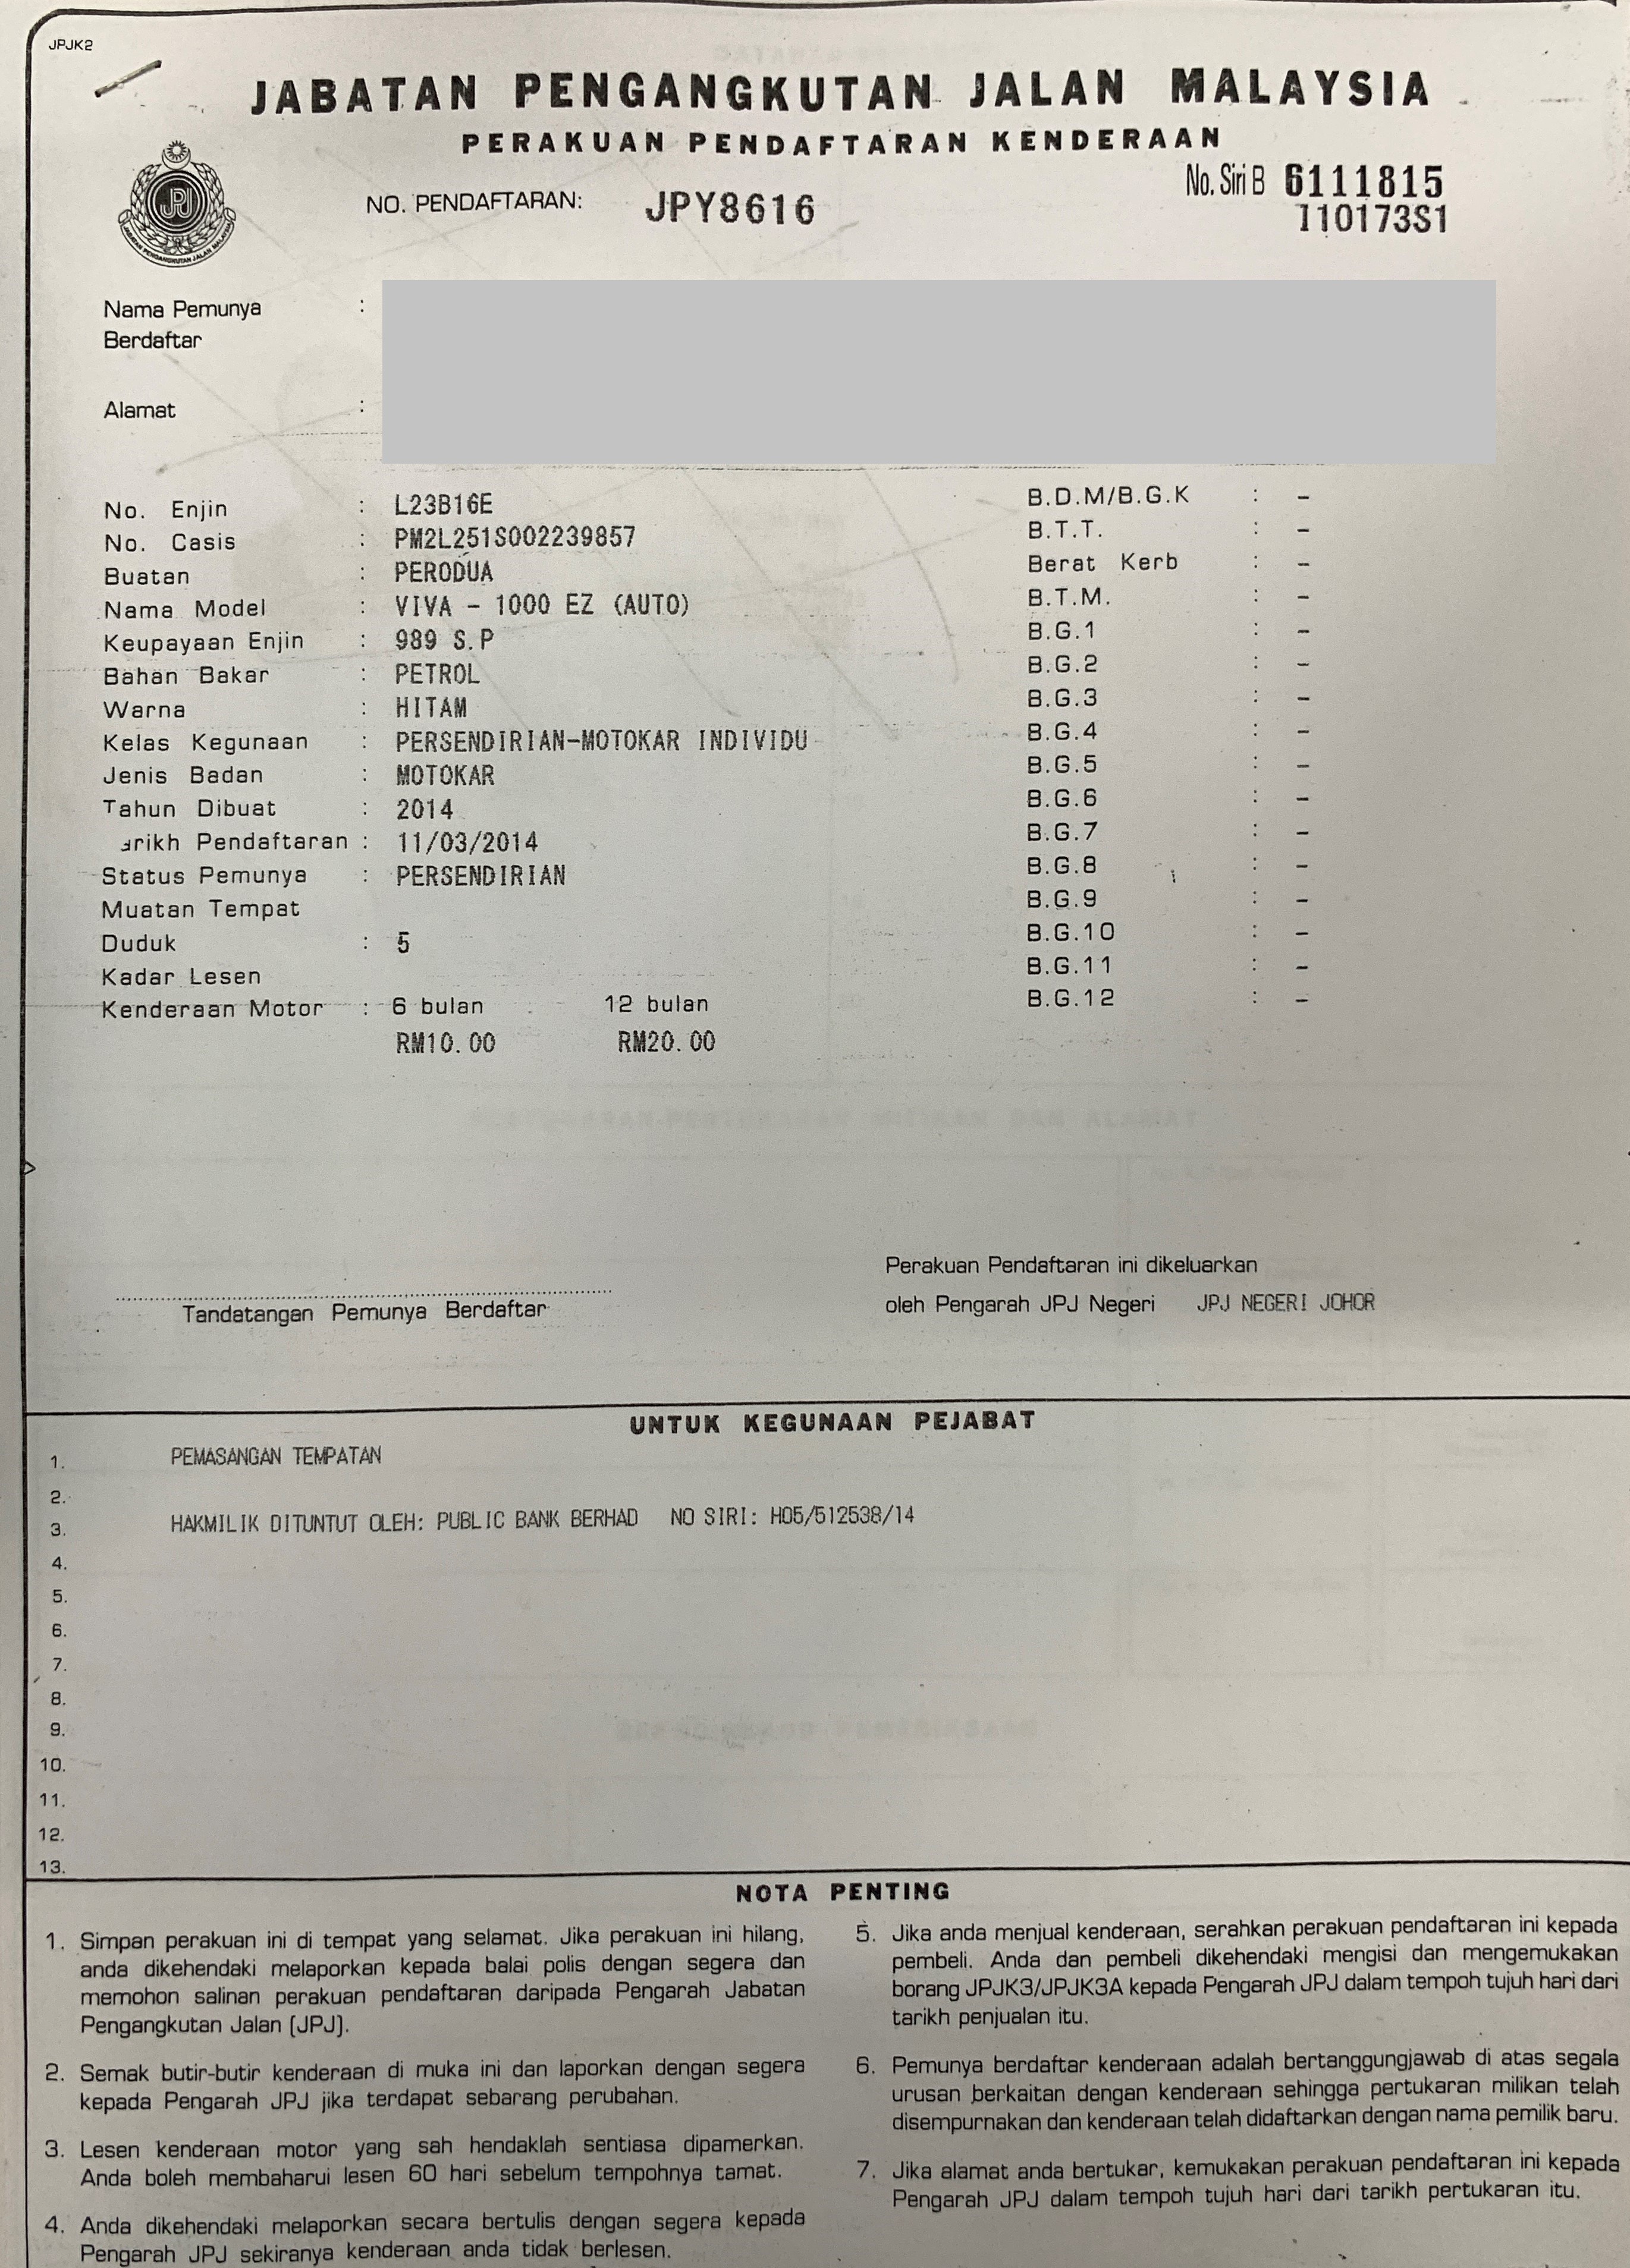 JPJK2
JABATAN PENGANGKUTAN JALAN MALAYSIA
PERAKUAN PENDAFTARAN KENDERAAN
No. Siri B 6111815
110173S1
NO. PENDAFTARAN: JPY8616
JPJ
JABATAN PENGANGKUTAN JALAN MALAYSIA
Nama Pemunya :
Berdaftar
Alamat :
No. Enjin : L23B16E
No. Casis : PM2L251S002239857
Buatan : PERODUA
Nama Model : VIVA - 1000 EZ (AUTO)
Keupayaan Enjin : 989 S.P
Bahan Bakar : PETROL
Warna : HITAM
Kelas Kegunaan : PERSENDIRIAN-MOTOKAR INDIVIDU
Jenis Badan : MOTOKAR
Tahun Dibuat : 2014
arikh Pendaftaran : 11/03/2014
Status Pemunya : PERSENDIRIAN
Muatan Tempat
Duduk : 5
Kadar Lesen
Kenderaan Motor : 6 bulan 12 bulan
RM10.00 RM20.00
B.D.M/B.G.K : -
B.T.T. : -
Berat Kerb : -
B.T.M. : -
B.G.1 : -
B.G.2 : -
B.G.3 : -
B.G.4 : -
B.G.5 : -
B.G.6 : -
B.G.7 : -
B.G.8 : -
B.G.9 : -
B.G.10 : -
B.G.11 : -
B.G.12 : -
Tandatangan Pemunya Berdaftar
Perakuan Pendaftaran ini dikeluarkan
oleh Pengarah JPJ Negeri JPJ NEGERI JOHOR
UNTUK KEGUNAAN PEJABAT
1. PEMASANGAN TEMPATAN
2.
3. HAKMILIK DITUNTUT OLEH: PUBLIC BANK BERHAD NO SIRI: H05/512538/14
4.
5.
6.
7.
8.
9.
10.
11.
12.
13.
NOTA PENTING
1. Simpan perakuan ini di tempat yang selamat. Jika perakuan ini hilang,
anda dikehendaki melaporkan kepada balai polis dengan segera dan
memohon salinan perakuan pendaftaran daripada Pengarah Jabatan
Pengangkutan Jalan (JPJ).
2. Semak butir-butir kenderaan di muka ini dan laporkan dengan segera
kepada Pengarah JPJ jika terdapat sebarang perubahan.
3. Lesen kenderaan motor yang sah hendaklah sentiasa dipamerkan.
Anda boleh membaharui lesen 60 hari sebelum tempohnya tamat.
4. Anda dikehendaki melaporkan secara bertulis dengan segera kepada
Pengarah JPJ sekiranya kenderaan anda tidak berlesen.
5. Jika anda menjual kenderaan, serahkan perakuan pendaftaran ini kepada
pembeli. Anda dan pembeli dikehendaki mengisi dan mengemukakan
borang JPJK3/JPJK3A kepada Pengarah JPJ dalam tempoh tujuh hari dari
tarikh penjualan itu.
6. Pemunya berdaftar kenderaan adalah bertanggungjawab di atas segala
urusan berkaitan dengan kenderaan sehingga pertukaran milikan telah
disempurnakan dan kenderaan telah didaftarkan dengan nama pemilik baru.
7. Jika alamat anda bertukar, kemukakan perakuan pendaftaran ini kepada
Pengarah JPJ dalam tempoh tujuh hari dari tarikh pertukaran itu.